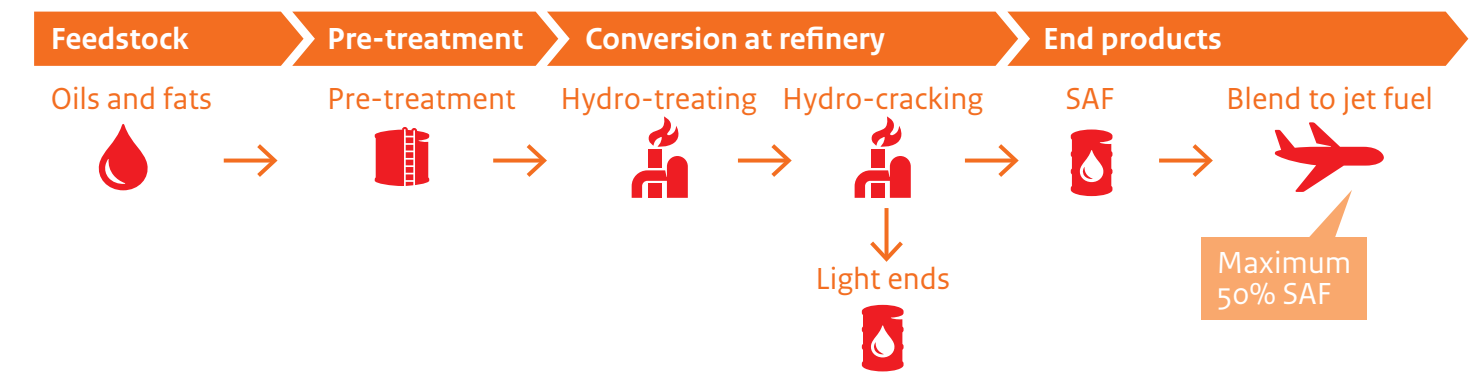 Feedstock
Pre-treatment
Conversion at refinery
End products
Oils and fats
Pre-treatment
Hydro-treating
Hydro-cracking
SAF
Blend to jet fuel
Light ends
Maximum
50% SAF